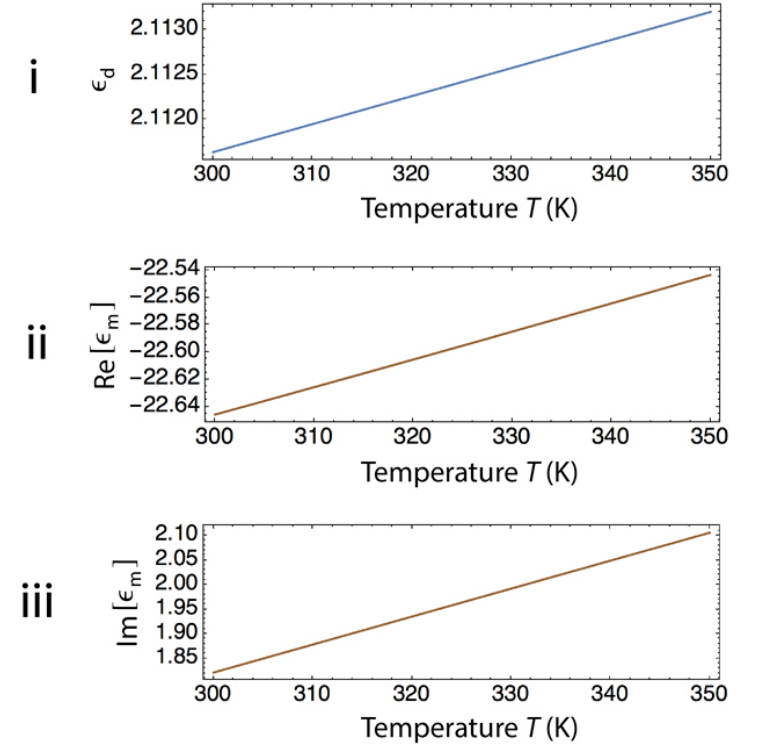 i
ϵd
2.1130
2.1125
2.1120
300 310 320 330 340 350
Temperature T (K)
ii
Re [ϵm]
−22.54
−22.56
−22.58
−22.60
−22.62
−22.64
300 310 320 330 340 350
Temperature T (K)
iii
Im [ϵm]
2.10
2.05
2.00
1.95
1.90
1.85
300 310 320 330 340 350
Temperature T (K)